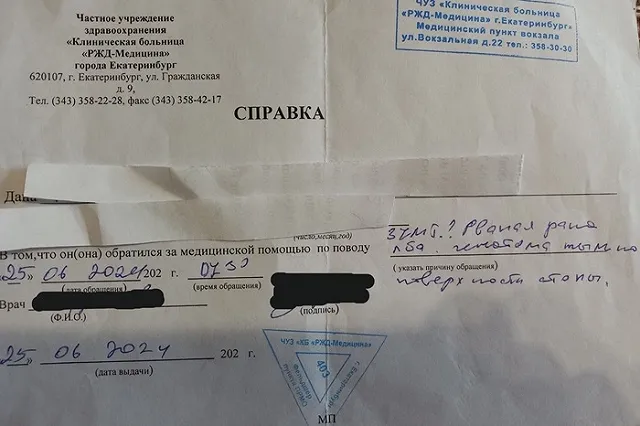 Частное учреждение
здравоохранения
«Клиническая больница
«РЖД-Медицина»
города Екатеринбург
620107, г. Екатеринбург, ул. Гражданская
д. 9,
Тел. (343) 358-22-28, факс (343) 358-42-17
ЧУЗ «Клиническая больница
«РЖД-Медицина» г.Екатеринбург»
Медицинский пункт вокзала
ул.Вокзальная д.22 тел.: 358-30-30
СПРАВКА
Дана
(число,месяц,год)
В том,что он(она) обратился за медицинской помощью по поводу
ЗЧМТ? Рваная рана
лба. гематома тыльно
(указать причину обращения)
поверхности стопы.
«25» 06 2024 202 г.
(дата обращения) (время обращения)
Врач
(Ф.И.О.) (подпись)
«25» 06 2024 202 г.
(дата выдачи)
ЧУЗ «КБ «РЖД-Медицина»
403
МП